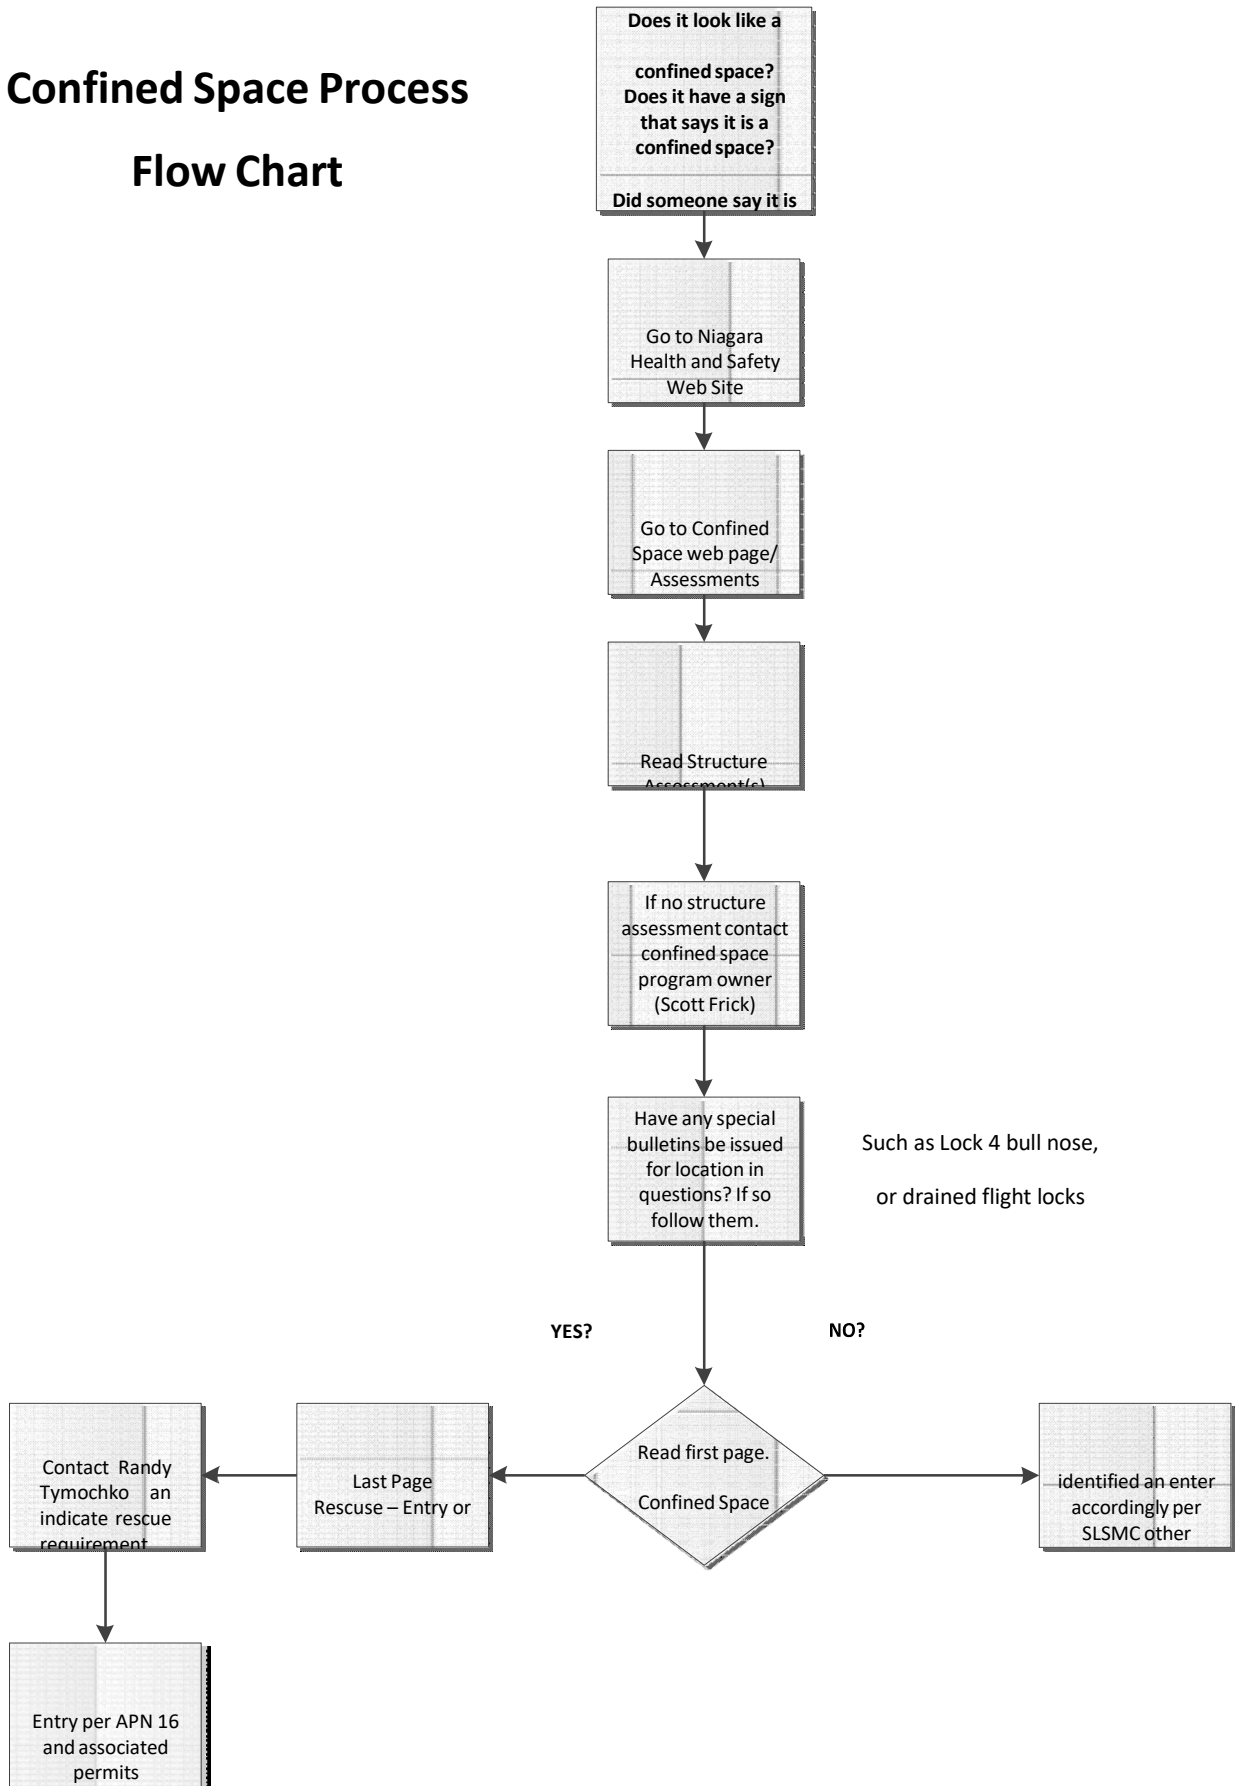 Confined Space Process
Flow Chart
Does it look like a
confined space?
Does it have a sign
that says it is a
confined space?
Did someone say it is
Go to Niagara
Health and Safety
Web Site
Go to Confined
Space web page/
Assessments
Read Structure
Assessment(s)
If no structure
assessment contact
confined space
program owner
(Scott Frick)
Have any special
bulletins be issued
for location in
questions? If so
follow them.
Such as Lock 4 bull nose,
or drained flight locks
YES?
NO?
Contact Randy
Tymochko an
indicate rescue
requirement
Last Page
Rescuse – Entry or
Read first page.
Confined Space
identified an enter
accordingly per
SLSMC other
Entry per APN 16
and associated
permits